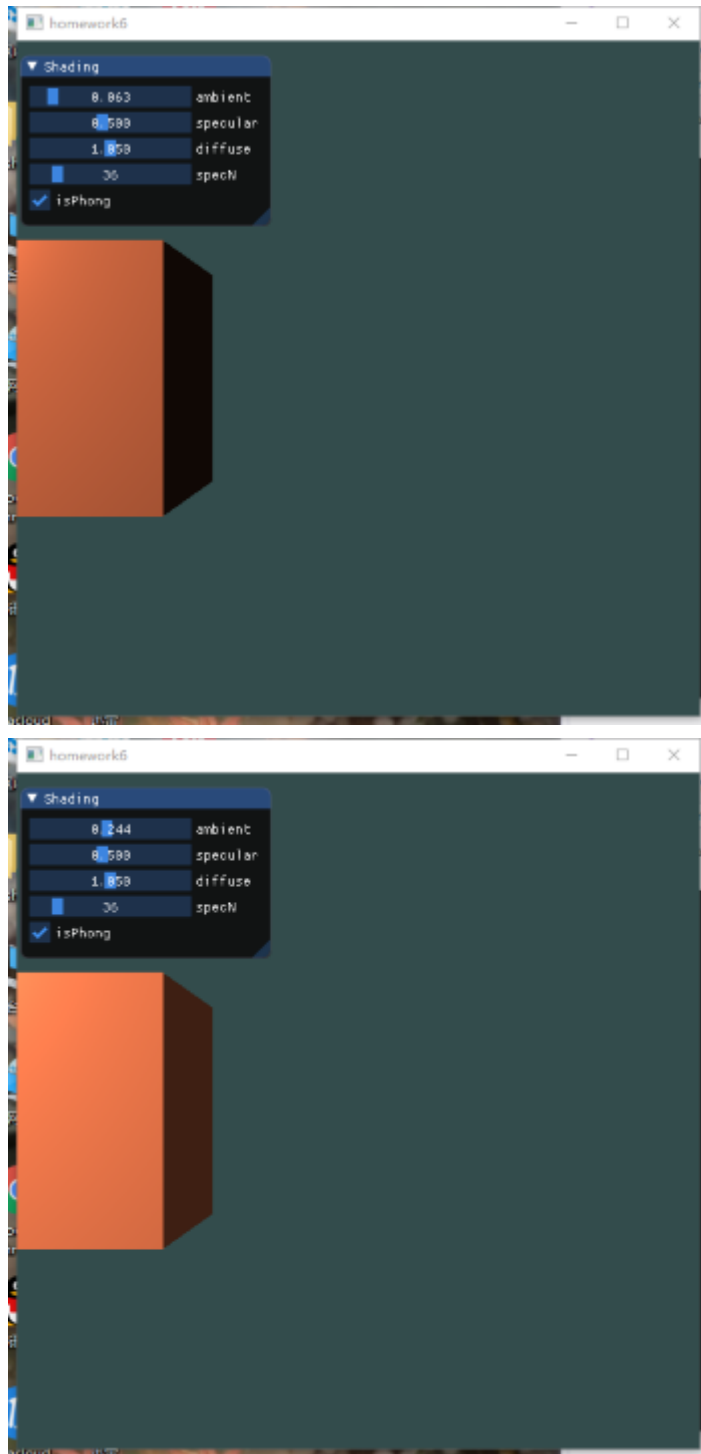 homework6
Shading
0.063 ambient
0.500 specular
1.050 diffuse
36 specN
isPhong
homework6
Shading
0.244 ambient
0.500 specular
1.050 diffuse
36 specN
isPhong